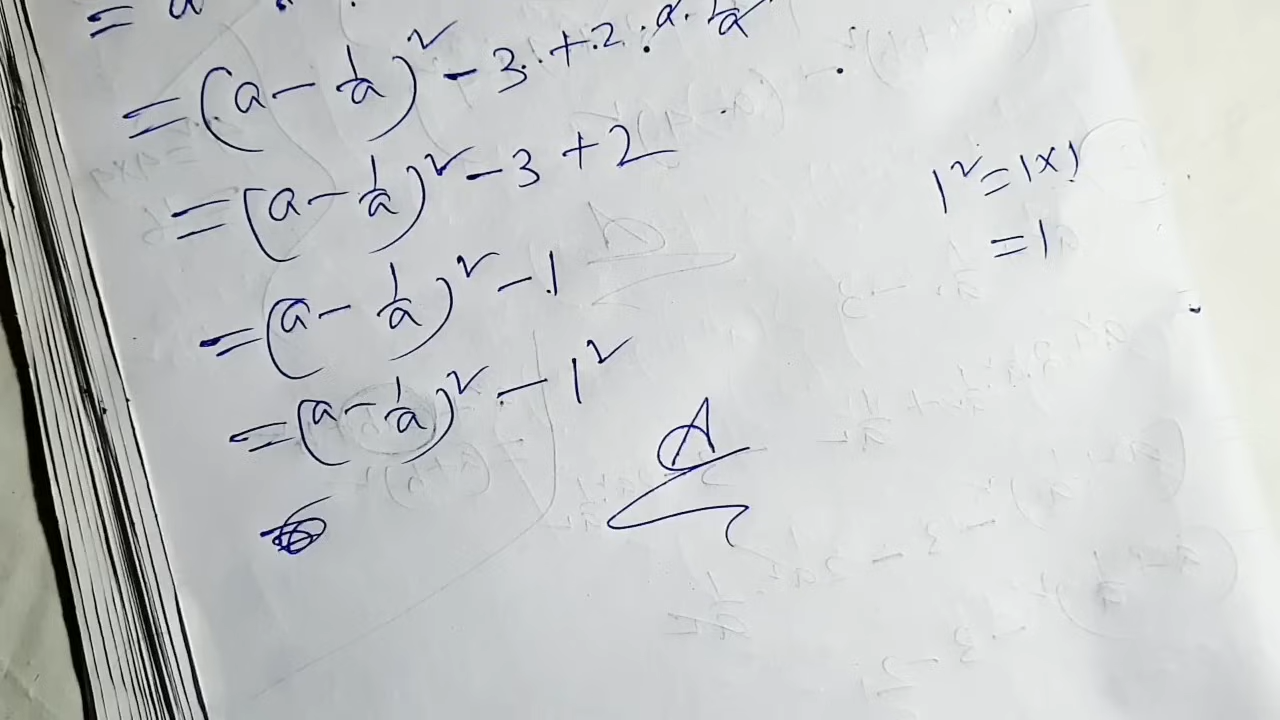 = a
= (a - 1/a)² - 3 + 2 · a · 1/a
= (a - 1/a)² - 3 + 2
= (a - 1/a)² - 1
= (a - 1/a)² - 1²
1² = 1×1
= 1
A